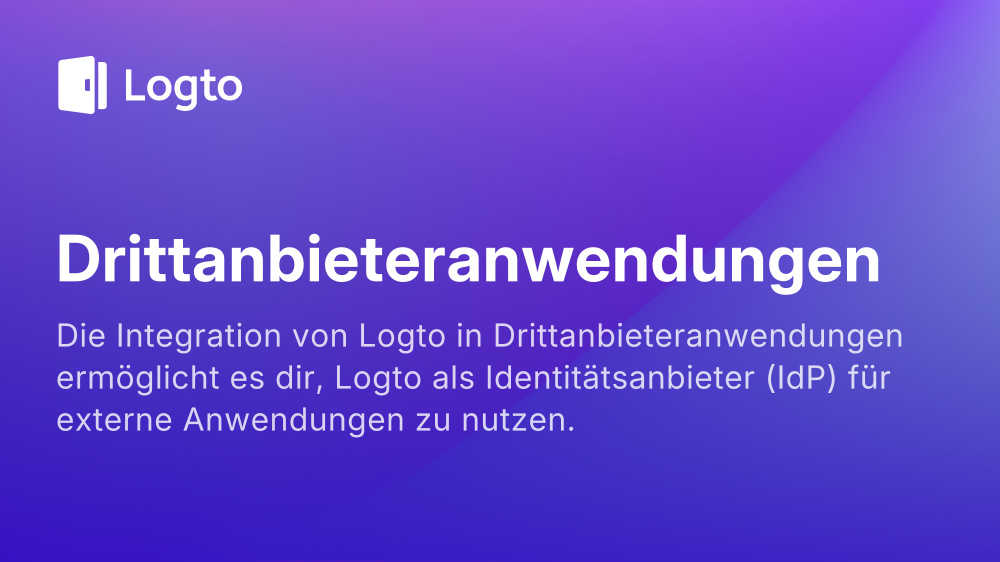 Logto
Drittanbieteranwendungen
Die Integration von Logto in Drittanbieteranwendungen
ermöglicht es dir, Logto als Identitätsanbieter (IdP) für
externe Anwendungen zu nutzen.